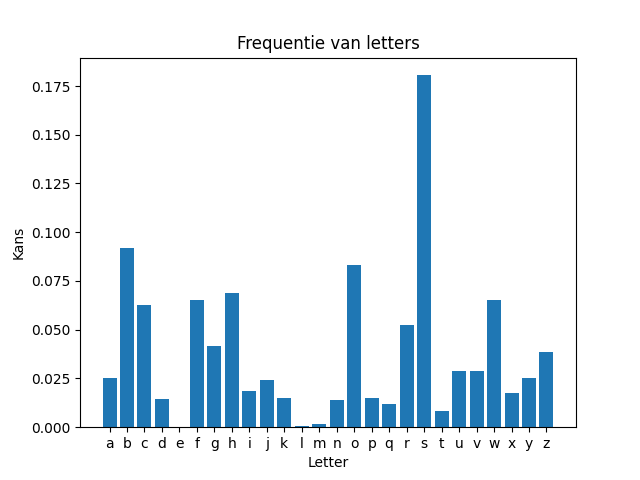 Frequentie van letters
0.175
0.150
0.125
0.100
0.075
0.050
0.025
0.000
Kans
a b c d e f g h i j k l m n o p q r s t u v w x y z
Letter